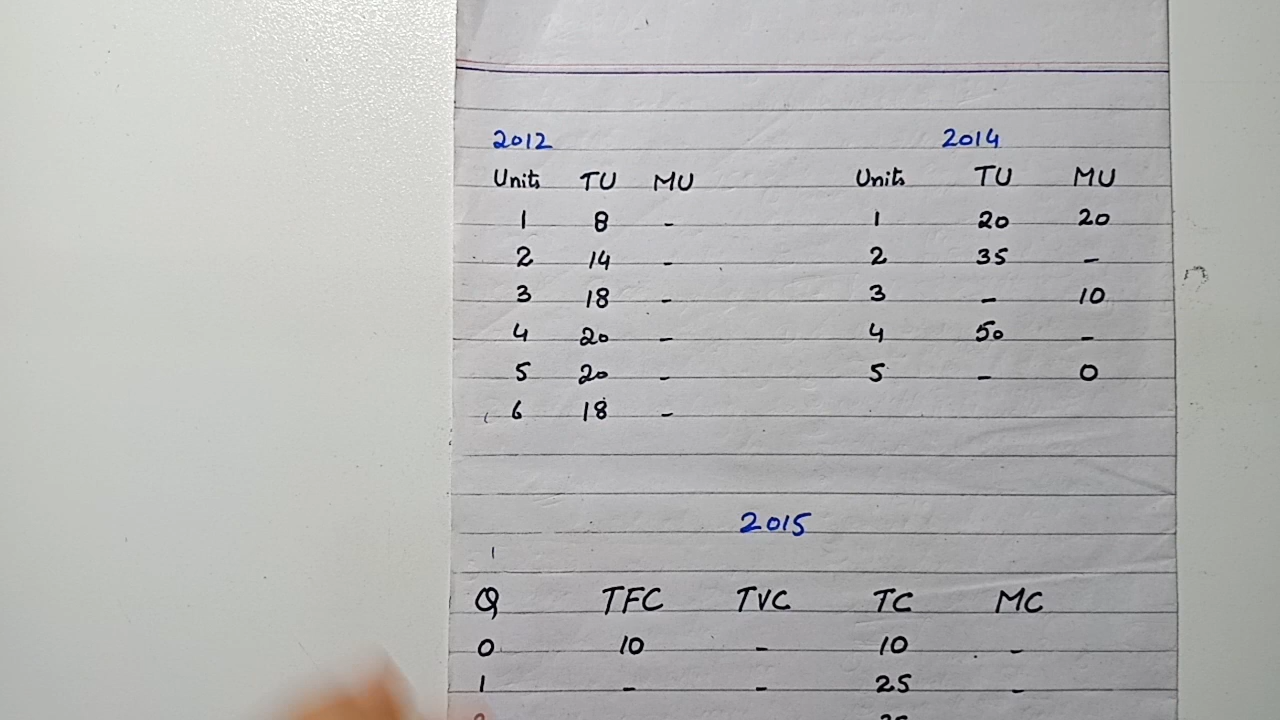 2012 2014
Units TU MU Units TU MU
1 8 - 1 20 20
2 14 - 2 35 -
3 18 - 3 - 10
4 20 - 4 50 -
5 20 - 5 - 0
6 18 -
2015
Q TFC TVC TC MC
0 10 - 10 -
1 - - 25 -